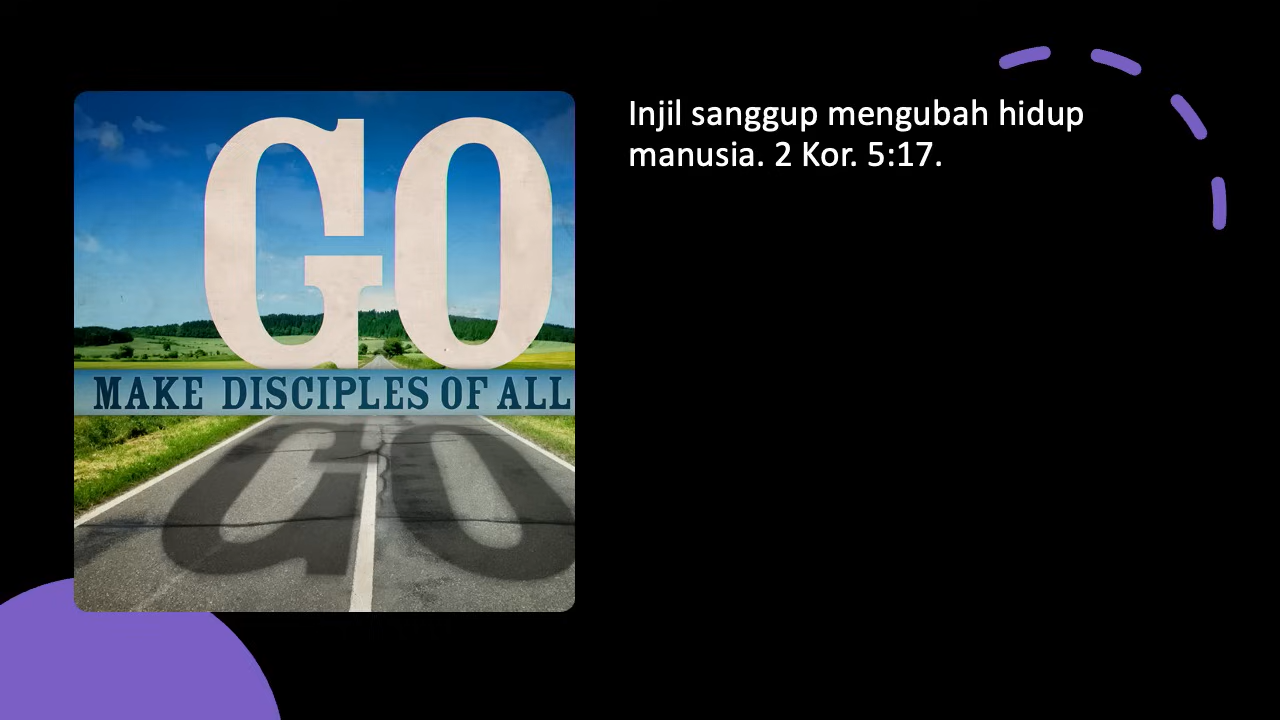 GO
MAKE DISCIPLES OF ALL
GO
Injil sanggup mengubah hidup
manusia. 2 Kor. 5:17.